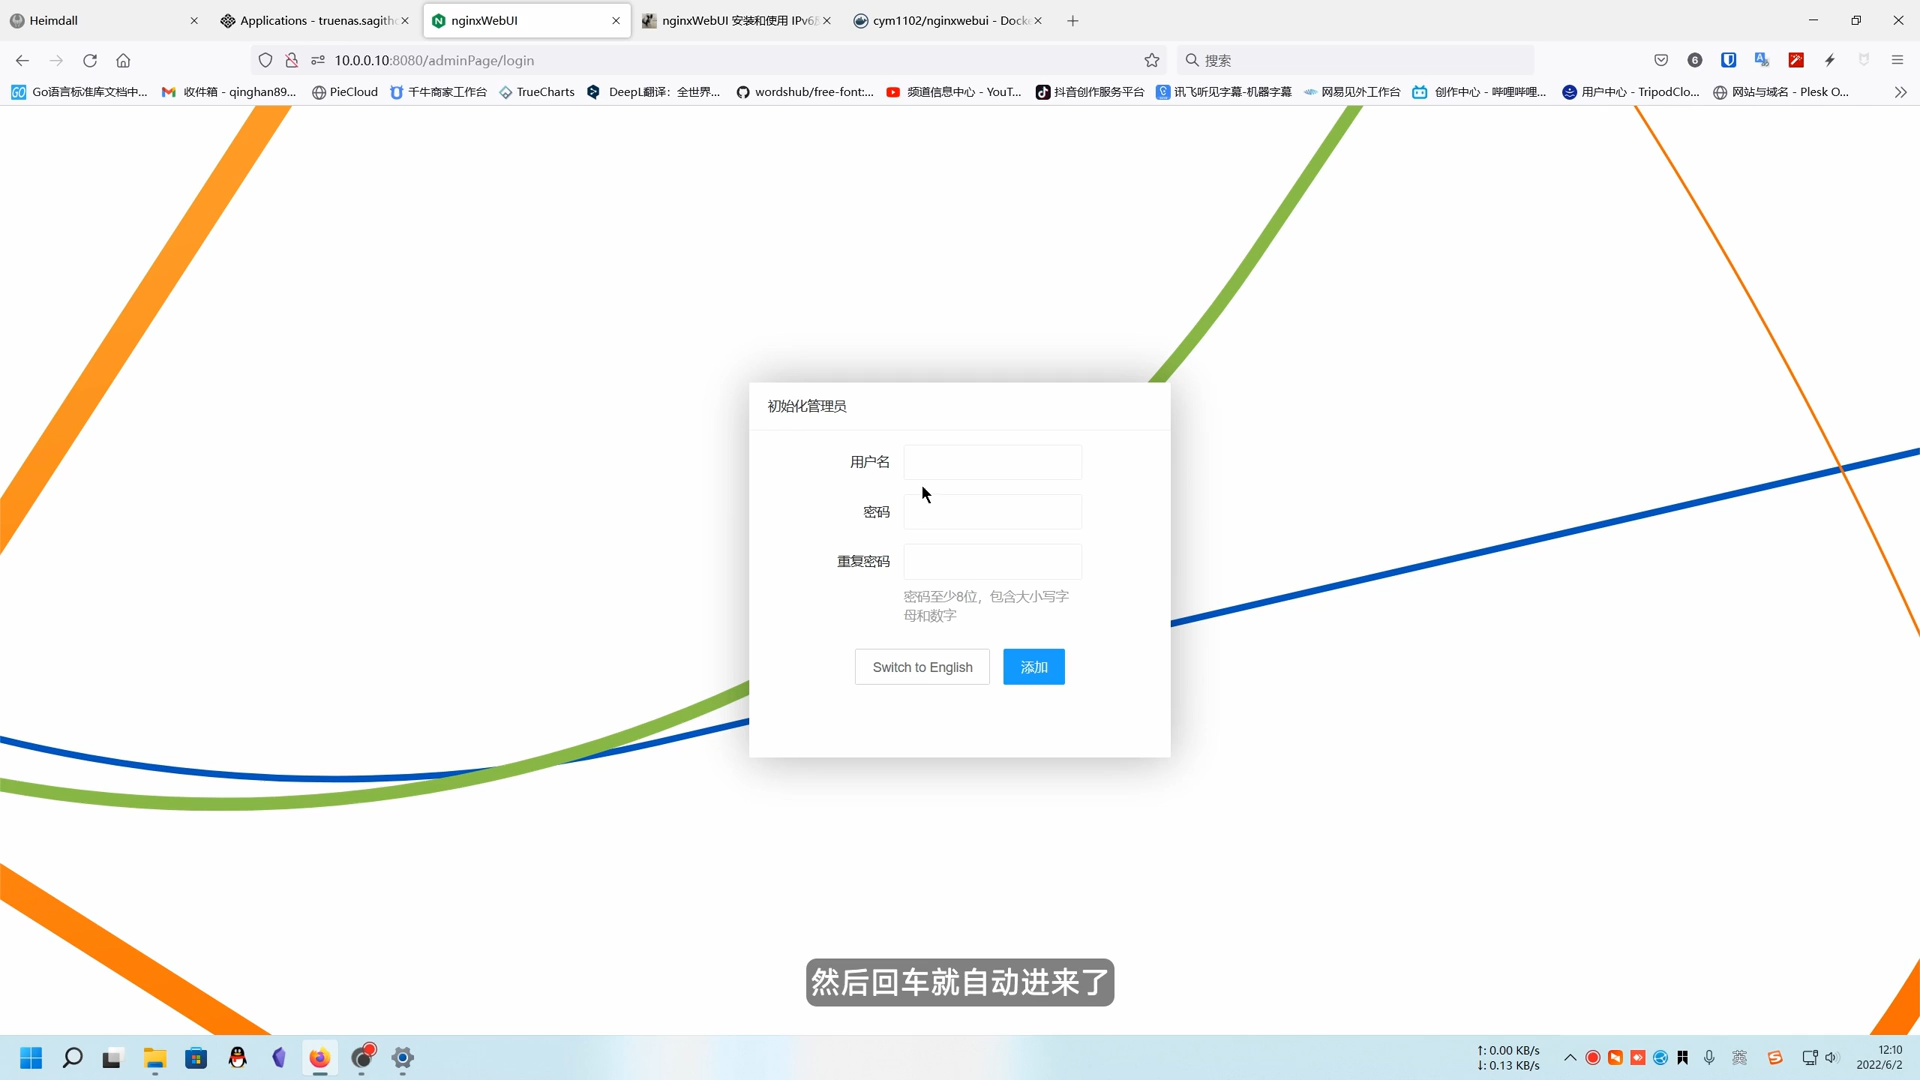 Heimdall
Applications - truenas.sagitho
nginxWebUI
nginxWebUI 安装和使用 IPv6
cym1102/nginxwebui - Docke
10.0.0.10:8080/adminPage/login
搜索
6
GO Go语言标准库文档中...
收件箱 - qinghan89...
PieCloud
千牛商家工作台
TrueCharts
DeepL翻译：全世界...
wordshub/free-font:...
频道信息中心 - YouT...
抖音创作服务平台
讯飞听见字幕-机器字幕
网易见外工作台
创作中心 - 哔哩哔哩...
用户中心 - TripodClo...
网站与域名 - Plesk O...
初始化管理员
用户名
密码
重复密码
密码至少8位，包含大小写字
母和数字
Switch to English
添加
然后回车就自动进来了
↑: 0.00 KB/s
↓: 0.13 KB/s
英
12:10
2022/6/2